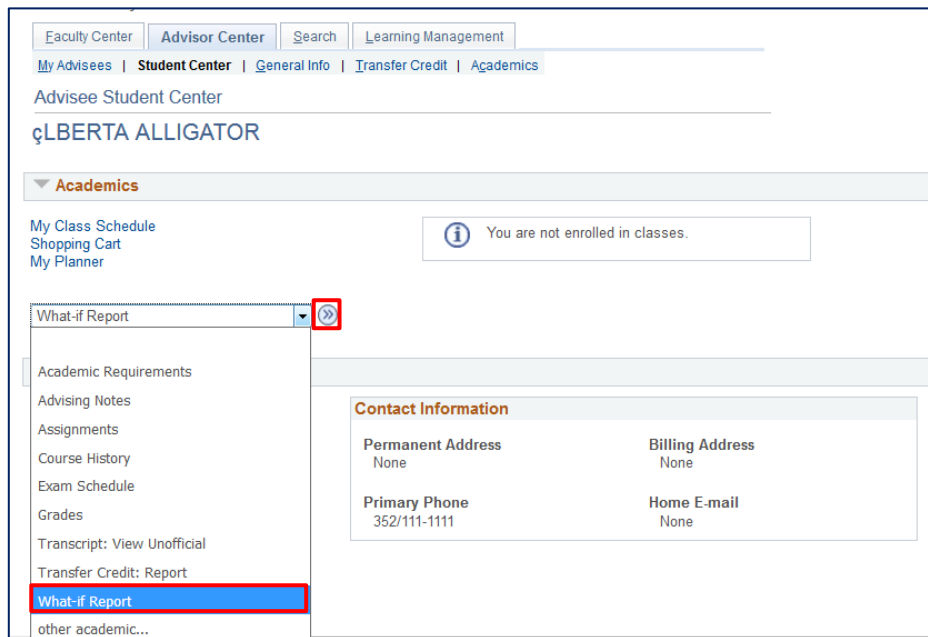 Faculty Center Advisor Center Search Learning Management
My Advisees | Student Center | General Info | Transfer Credit | Academics
Advisee Student Center
çLBERTA ALLIGATOR
Academics
My Class Schedule
Shopping Cart
My Planner
You are not enrolled in classes.
What-if Report
Academic Requirements
Advising Notes
Assignments
Course History
Exam Schedule
Grades
Transcript: View Unofficial
Transfer Credit: Report
What-if Report
other academic...
Contact Information
Permanent Address Billing Address
None None
Primary Phone Home E-mail
352/111-1111 None